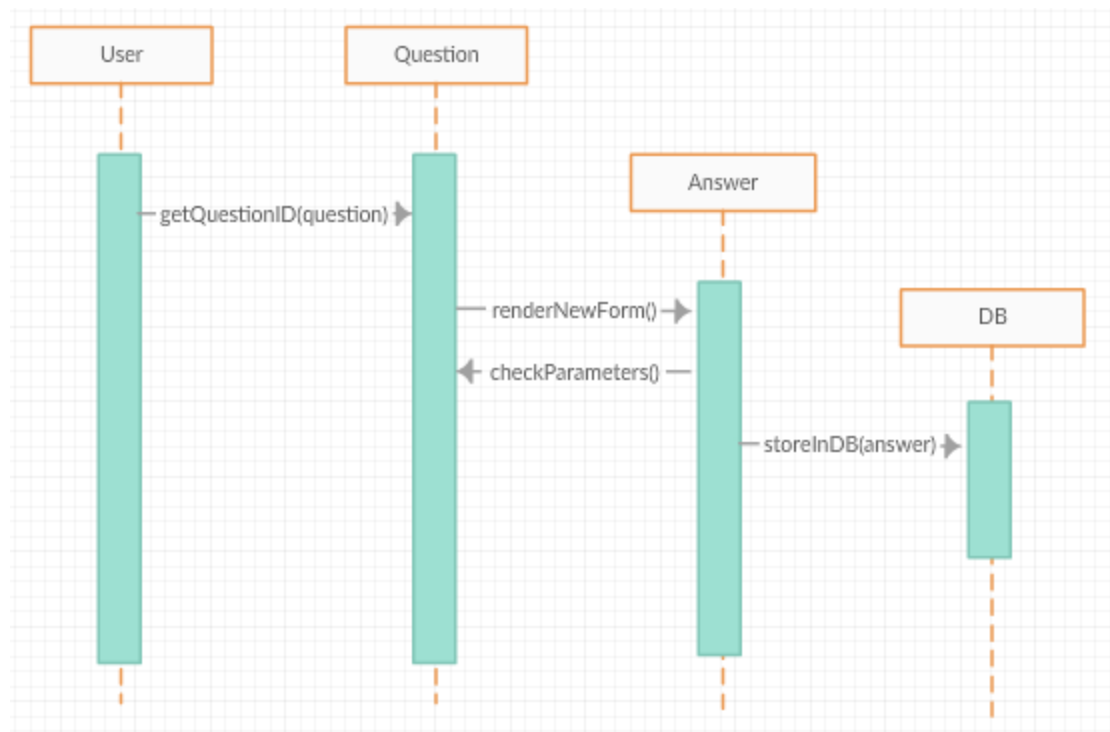 User
Question
Answer
getQuestionID(question)
renderNewForm()
DB
checkParameters()
storeInDB(answer)